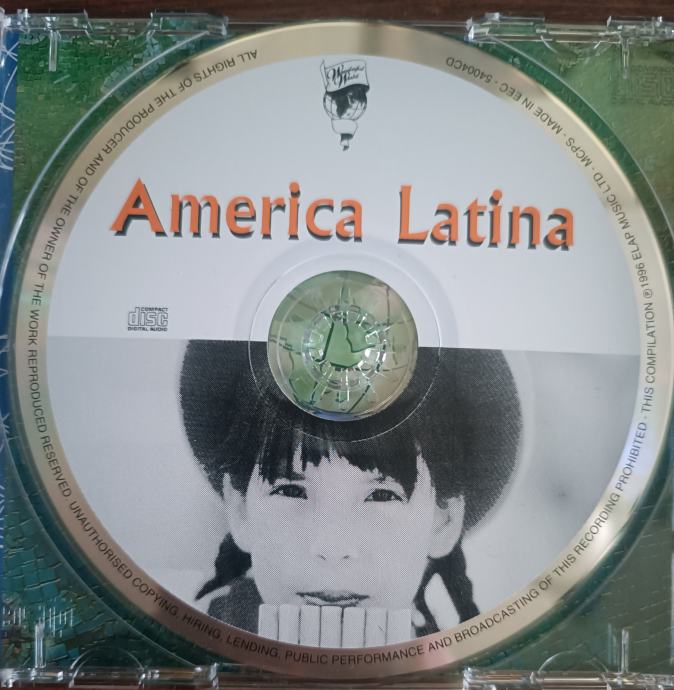 Wonderful
World
America Latina
COMPACT
disc
DIGITAL AUDIO
ALL RIGHTS OF THE PRODUCER AND OF THE OWNER OF THE WORK REPRODUCED RESERVED. UNAUTHORISED COPYING, HIRING, LENDING, PUBLIC PERFORMANCE AND BROADCASTING OF THIS RECORDING PROHIBITED - THIS COMPILATION ℗ 1996 ELAP MUSIC LTD - MCPS - MADE IN EEC - 54004CD